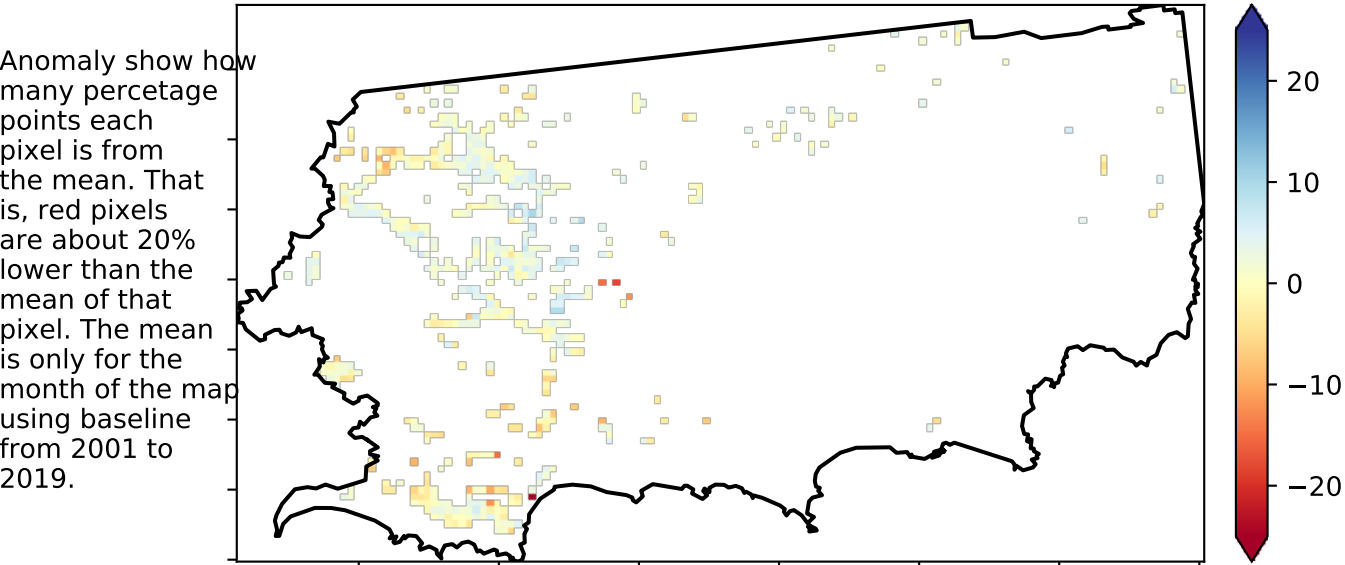 Anomaly show how
many percetage
points each
pixel is from
the mean. That
is, red pixels
are about 20%
lower than the
mean of that
pixel. The mean
is only for the
month of the map
using baseline
from 2001 to
2019.
20
10
0
−10
−20